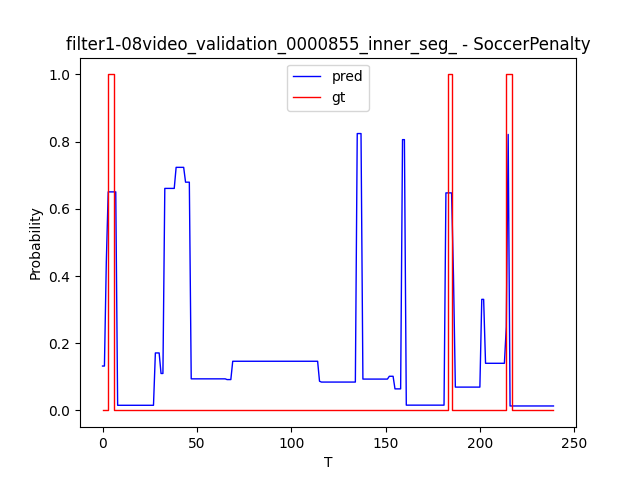 filter1-08video_validation_0000855_inner_seg_ - SoccerPenalty
pred
gt
1.0
0.8
0.6
0.4
0.2
0.0
Probability
0
50
100
150
200
250
T